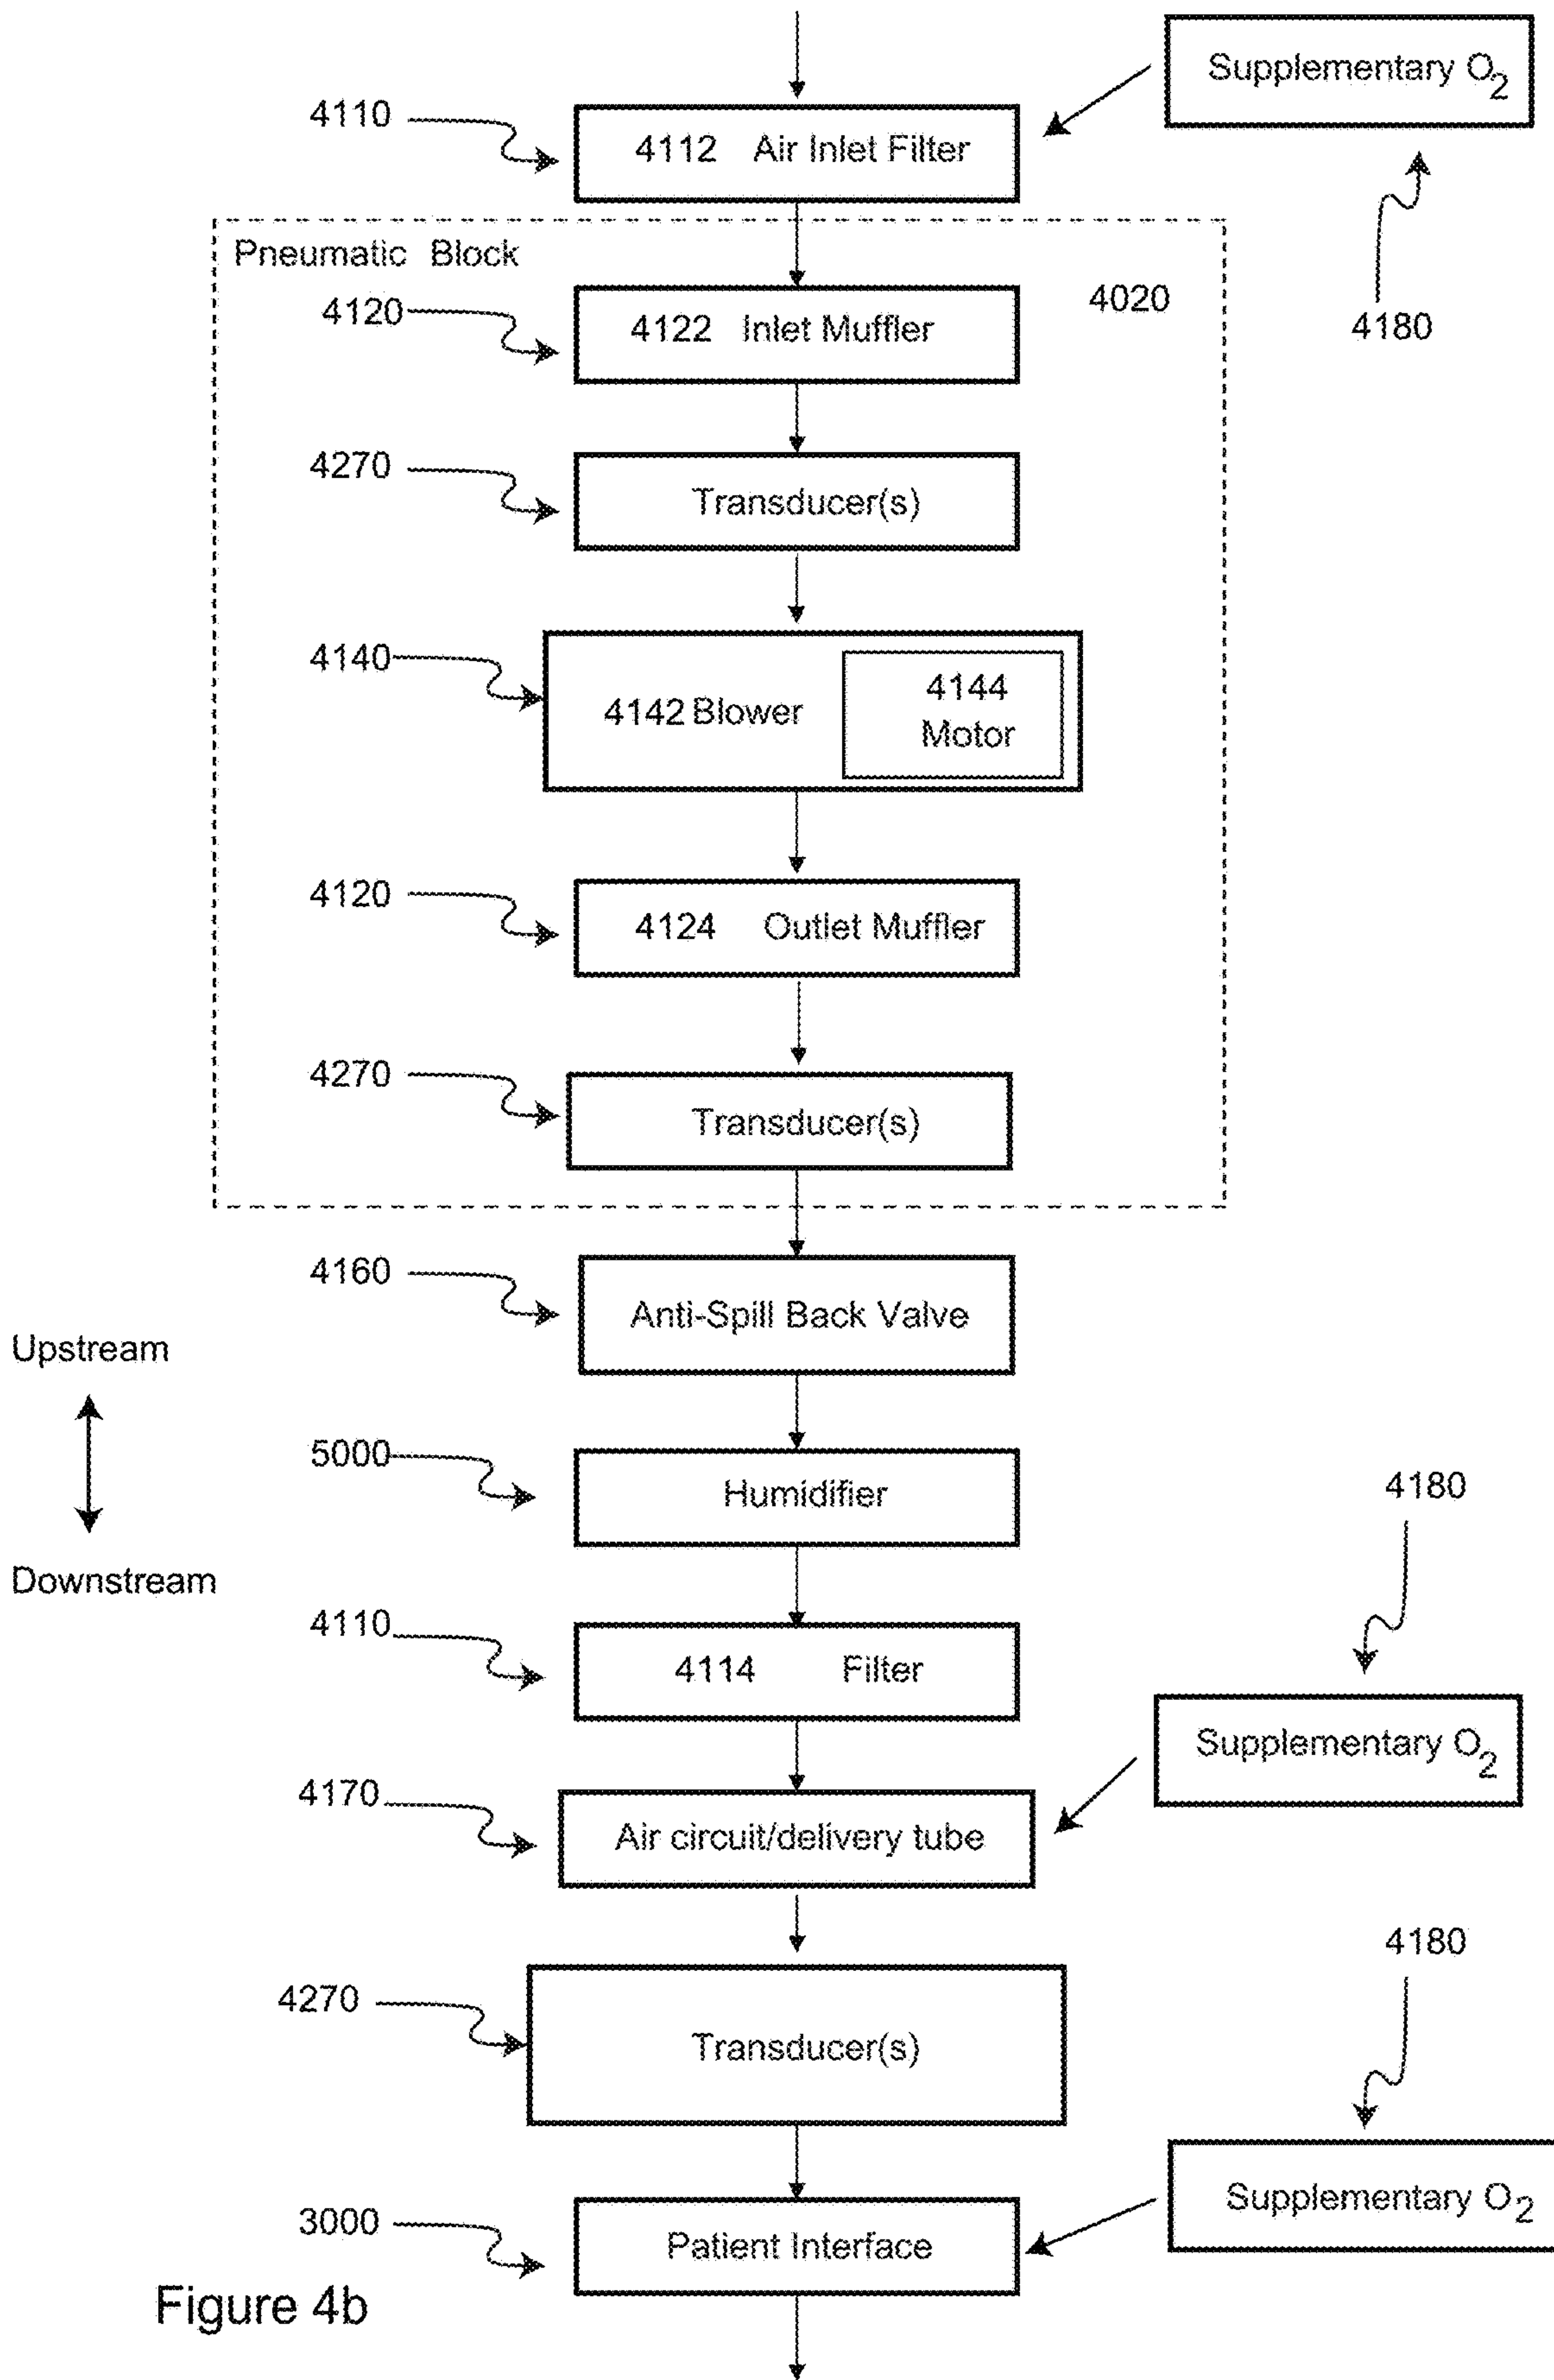 Supplementary O2
4110
4112 Air Inlet Filter
Pneumatic Block
4020
4120
4122 Inlet Muffler
4180
4270
Transducer(s)
4140
4142 Blower
4144
Motor
4120
4124 Outlet Muffler
4270
Transducer(s)
4160
Anti-Spill Back Valve
Upstream
5000
Humidifier
4180
Downstream
4110
4114 Filter
Supplementary O2
4170
Air circuit/delivery tube
4180
4270
Transducer(s)
Supplementary O2
3000
Patient Interface
Figure 4b